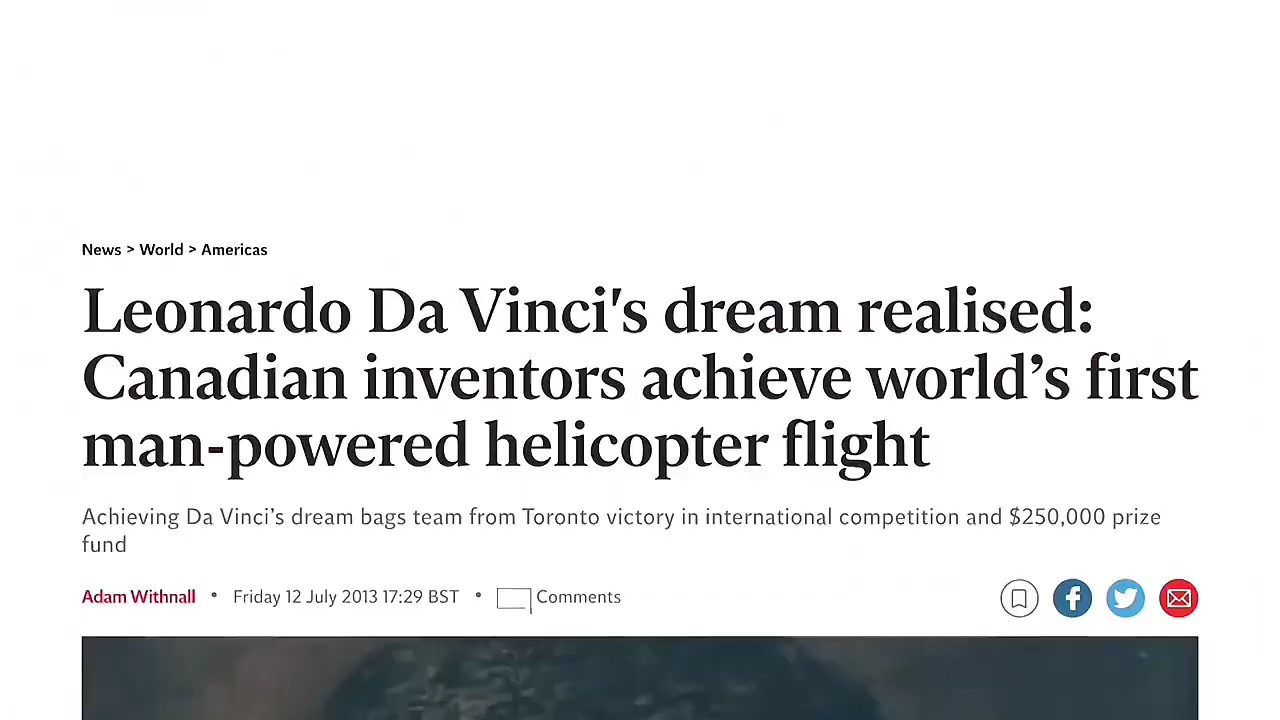 News > World > Americas
Leonardo Da Vinci's dream realised:
Canadian inventors achieve world’s first
man-powered helicopter flight
Achieving Da Vinci’s dream bags team from Toronto victory in international competition and $250,000 prize
fund
Adam Withnall • Friday 12 July 2013 17:29 BST • Comments